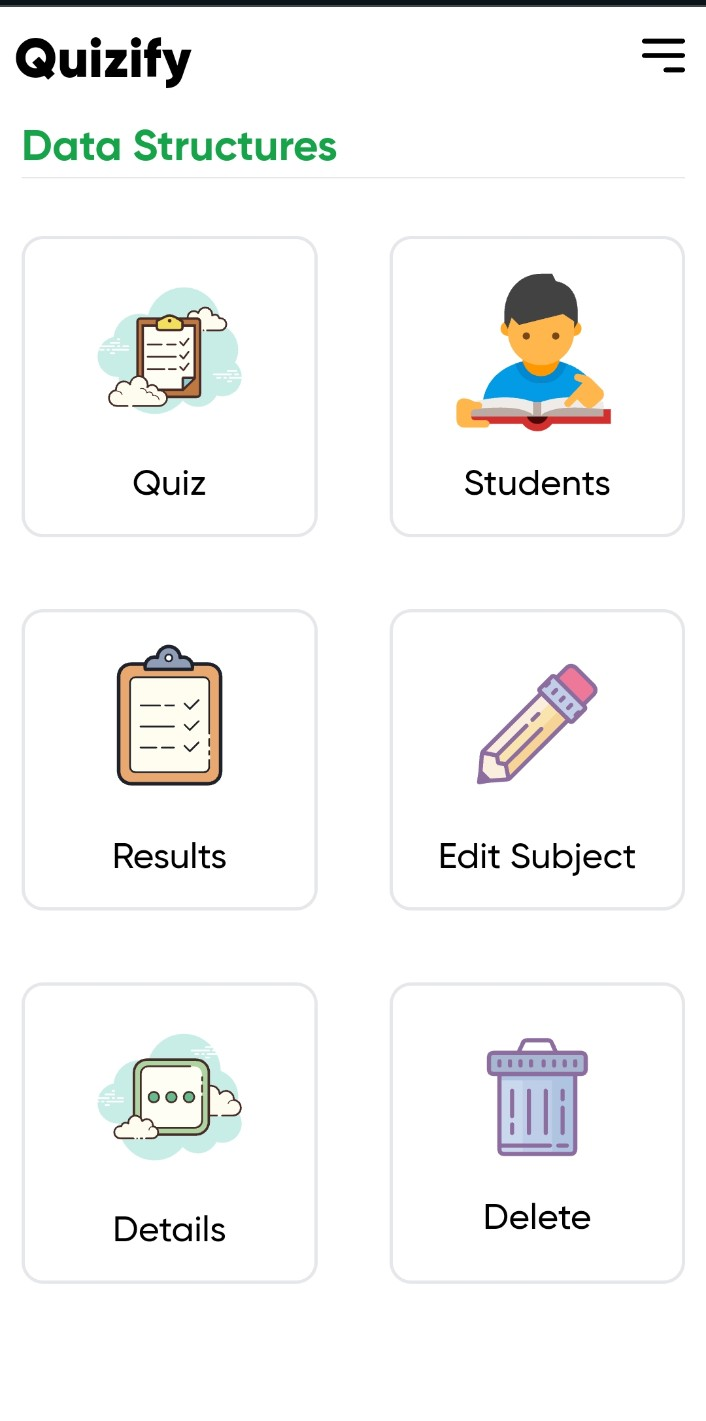 Quizify
Data Structures
Quiz
Students
Results
Edit Subject
Details
Delete